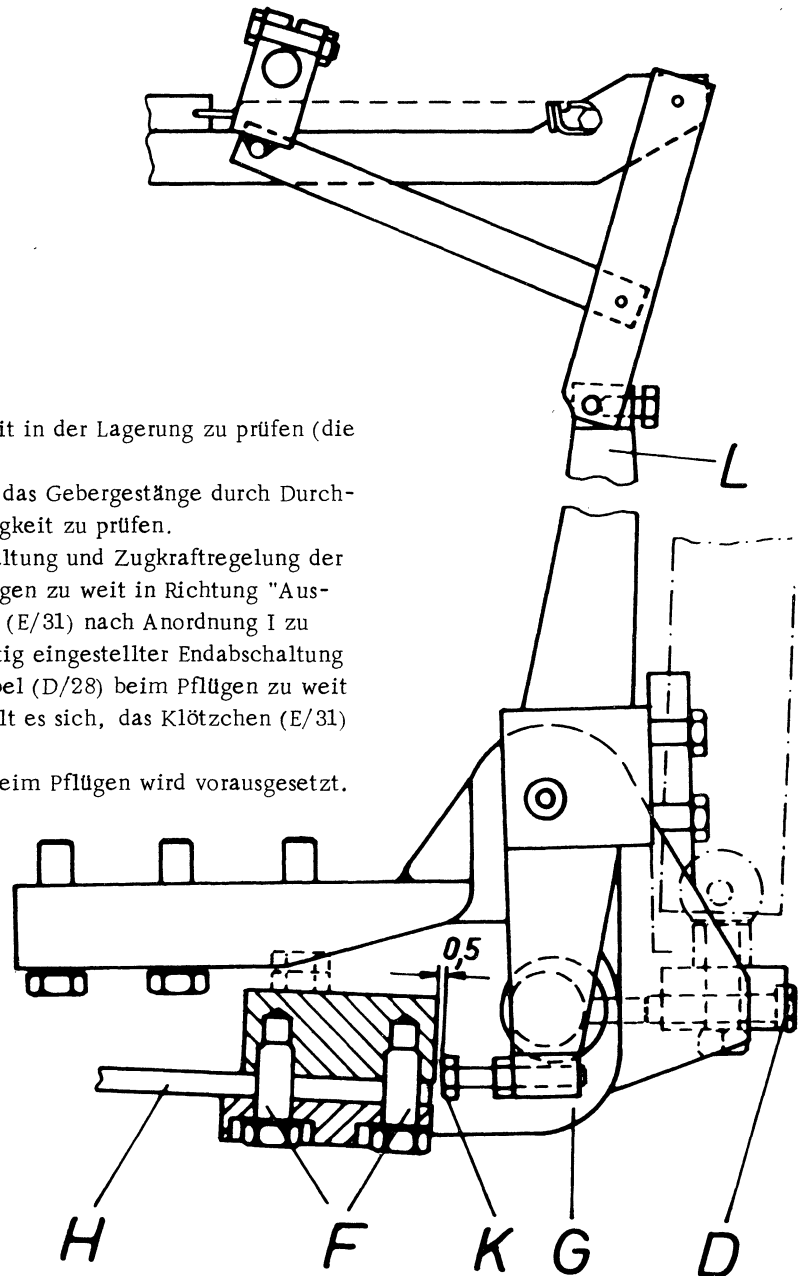 it in der Lagerung zu prüfen (die
das Gebergestänge durch Durch-
gkeit zu prüfen.
ltung und Zugkraftregelung der
gen zu weit in Richtung "Aus-
(E/31) nach Anordnung I zu
tig eingestellter Endabschaltung
el (D/28) beim Pflügen zu weit
lt es sich, das Klötzchen (E/31)
eim Pflügen wird vorausgesetzt.
L
0,5
H F K G D